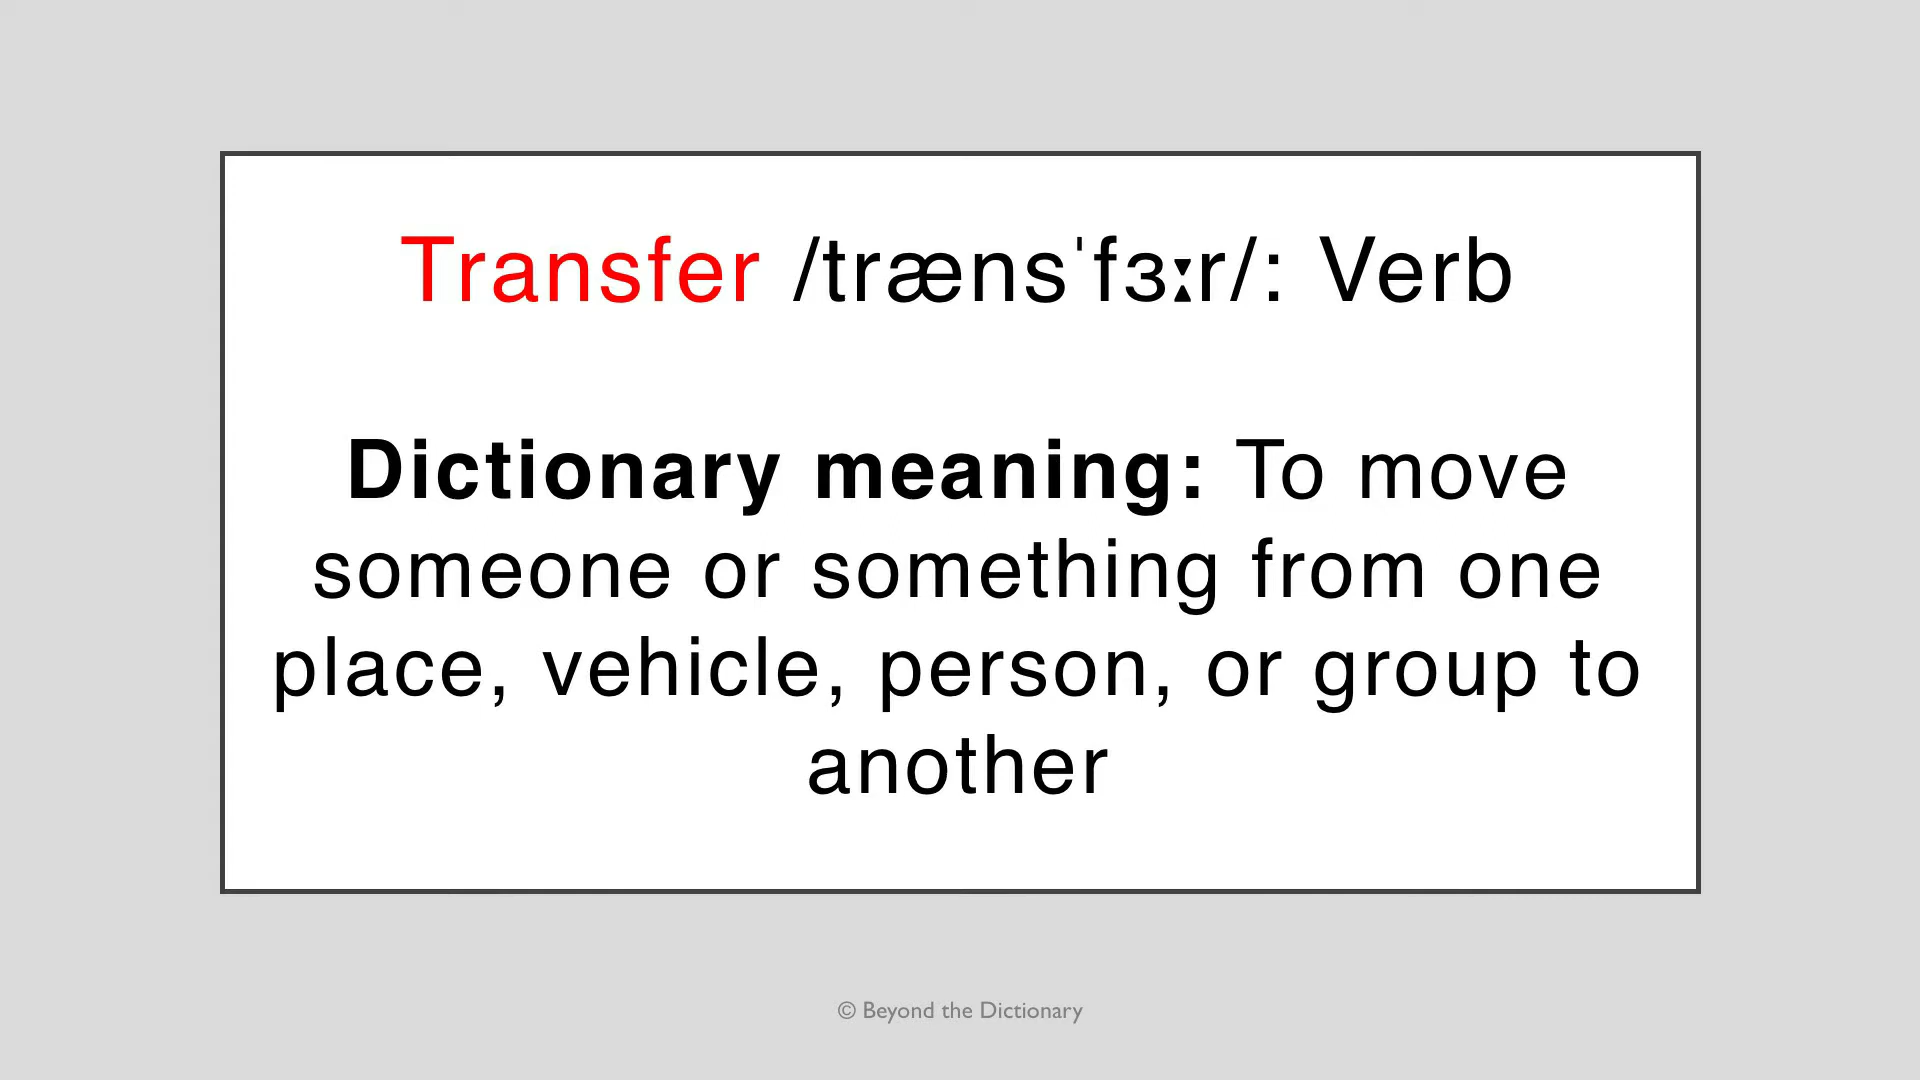 Transfer /trænsˈfɜːr/: Verb
Dictionary meaning: To move
someone or something from one
place, vehicle, person, or group to
another
© Beyond the Dictionary